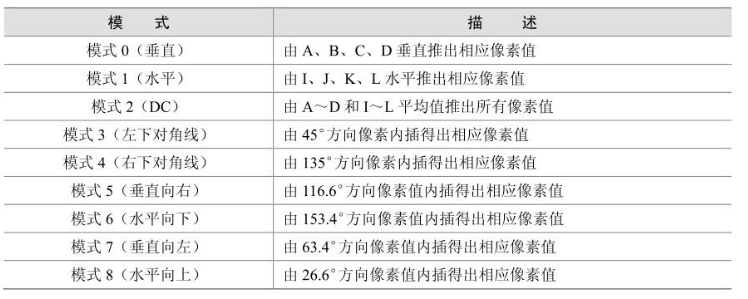 模 式 描 述
模式 0（垂直） 由 A、B、C、D 垂直推出相应像素值
模式 1（水平） 由 I、J、K、L 水平推出相应像素值
模式 2（DC） 由 A～D 和 I～L 平均值推出所有像素值
模式 3（左下对角线） 由 45°方向像素内插得出相应像素值
模式 4（右下对角线） 由 135°方向像素内插得出相应像素值
模式 5（垂直向右） 由 116.6°方向像素值内插得出相应像素值
模式 6（水平向下） 由 153.4°方向像素值内插得出相应像素值
模式 7（垂直向左） 由 63.4°方向像素值内插得出相应像素值
模式 8（水平向上） 由 26.6°方向像素值内插得出相应像素值